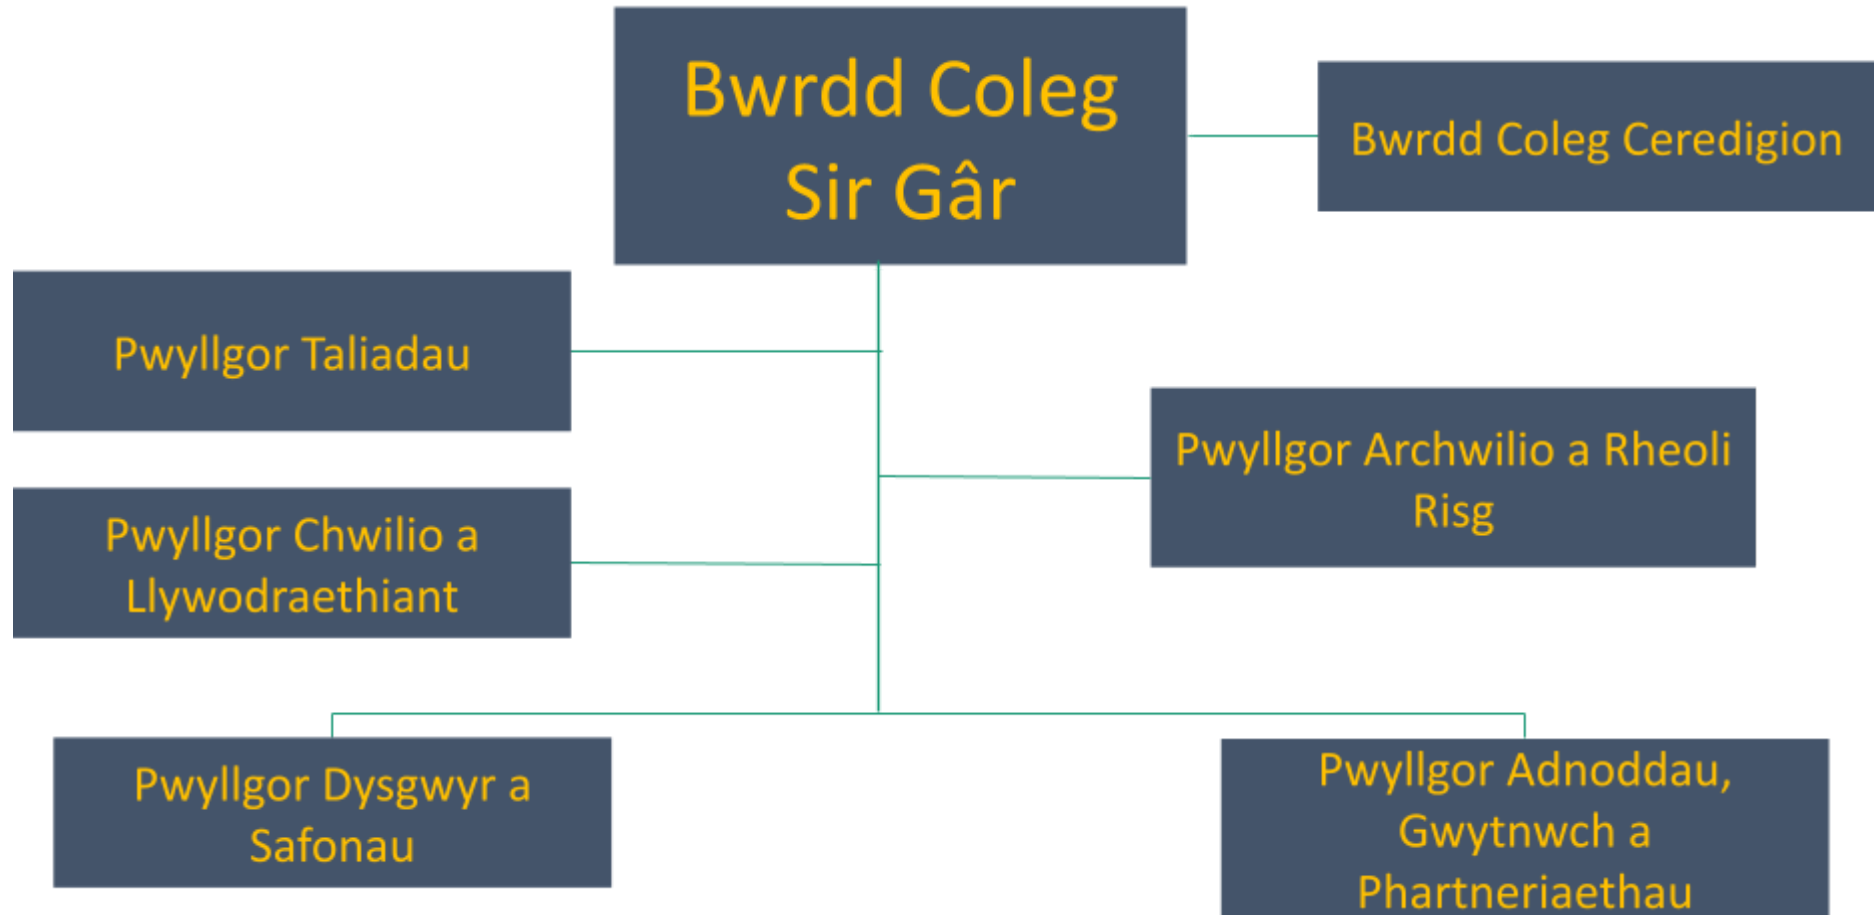 Bwrdd Coleg
Sir Gâr
Bwrdd Coleg Ceredigion
Pwyllgor Taliadau
Pwyllgor Archwilio a Rheoli
Risg
Pwyllgor Chwilio a
Llywodraethiant
Pwyllgor Dysgwyr a
Safonau
Pwyllgor Adnoddau,
Gwytnwch a
Phartneriaethau